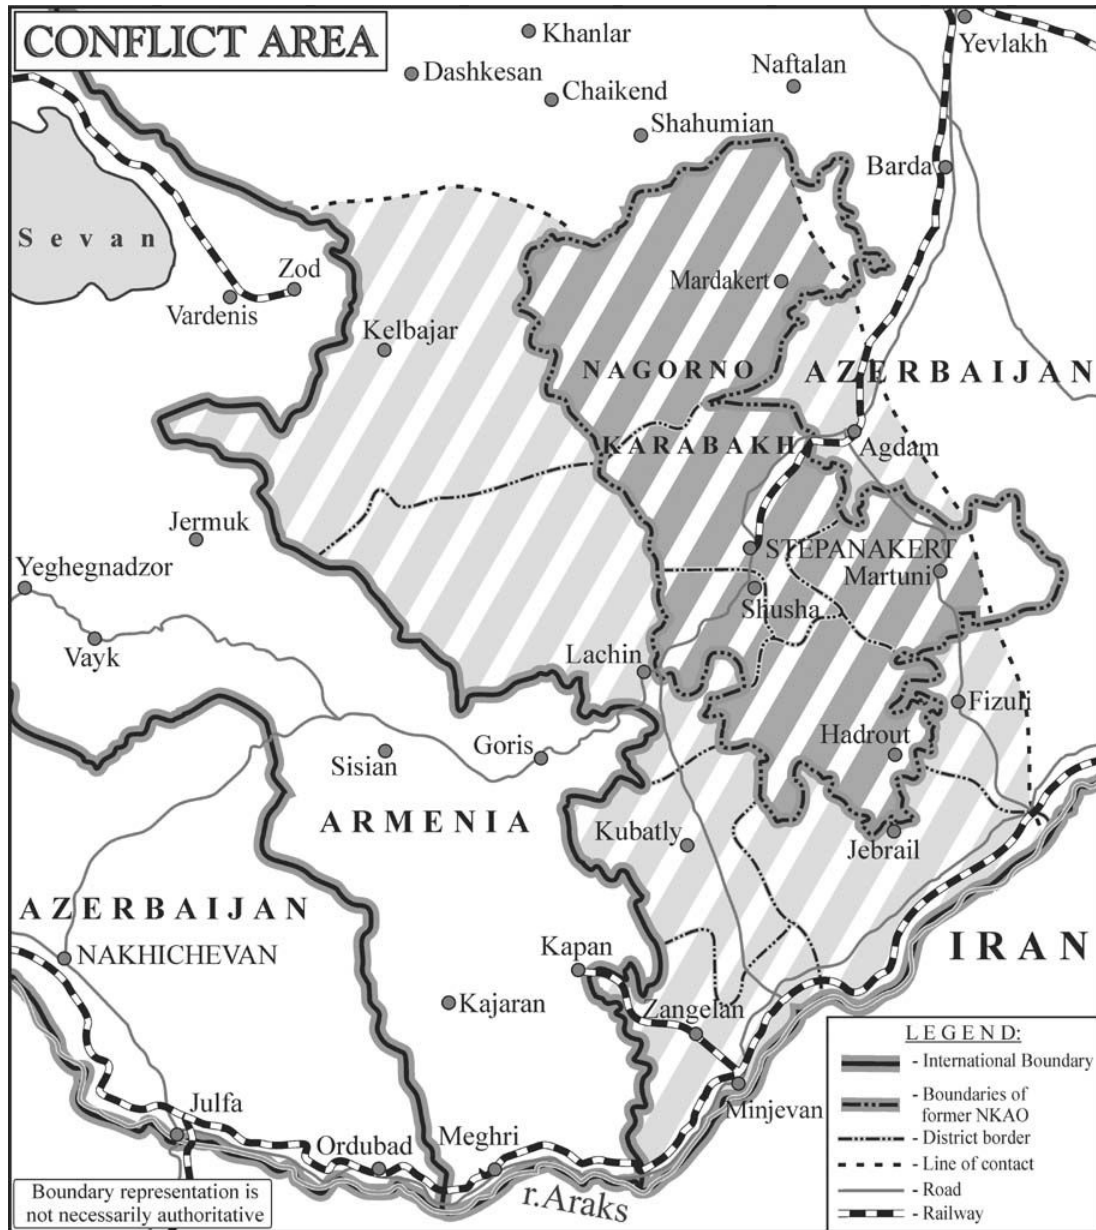 CONFLICT AREA
Khanlar
Yevlakh
Dashkesan
Naftalan
Chaikend
Shahumian
Barda
Sevan
Zod
Mardakert
Vardenis
Kelbajar
NAGORNO
AZERBAIJAN
KARABAKH
Agdam
Jermuk
STEPANAKERT
Yeghegnadzor
Martuni
Shusha
Vayk
Lachin
Fizuli
Sisian
Goris
Hadrout
ARMENIA
Kubatly
Jebrail
AZERBAIJAN
NAKHICHEVAN
Kapan
IRAN
Kajaran
Zangelan
Minjevan
Julfa
Ordubad
Meghri
r.Araks
Boundary representation is
not necessarily authoritative
LEGEND:
- International Boundary
- Boundaries of
former NKAO
- District border
- Line of contact
- Road
- Railway